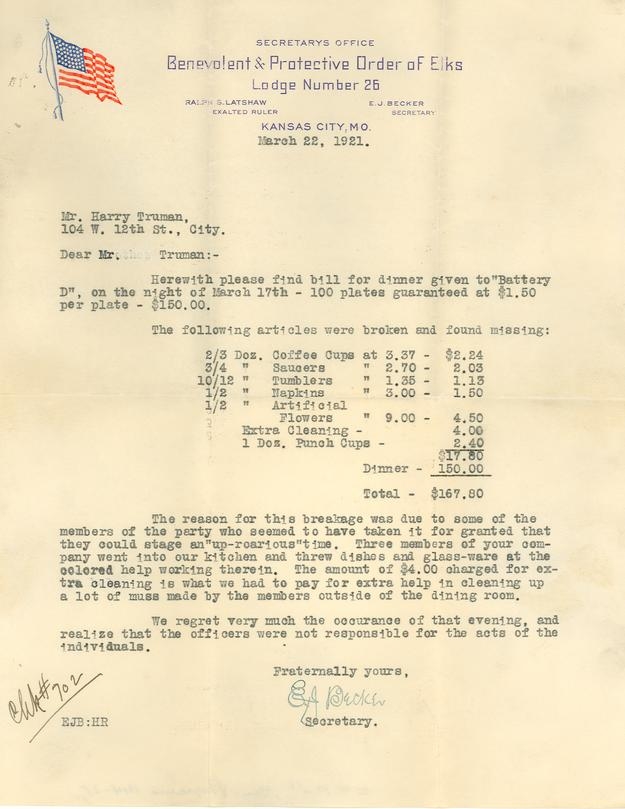 SECRETARYS OFFICE
Benevolent & Protective Order of Elks
Lodge Number 26
RALPH S. LATSHAW E.J. BECKER
EXALTED RULER SECRETARY
KANSAS CITY, MO.
March 22, 1921.
Mr. Harry Truman,
104 W. 12th St., City.
Dear Mr. Truman:-
Herewith please find bill for dinner given to"Battery
D", on the night of March 17th - 100 plates guaranteed at $1.50
per plate - $150.00.
The following articles were broken and found missing:
2/3 Doz. Coffee Cups at 3.37 - $2.24
3/4 " Saucers " 2.70 - 2.03
10/12 " Tumblers " 1.35 - 1.13
1/2 " Napkins " 3.00 - 1.50
1/2 " Artificial
Flowers " 9.00 - 4.50
Extra Cleaning - 4.00
1 Doz. Punch Cups - 2.40
$17.80
Dinner - 150.00
Total - $167.80
The reason for this breakage was due to some of the
members of the party who seemed to have taken it for granted that
they could stage an"up-roarious"time. Three members of your com-
pany went into our kitchen and threw dishes and glass-ware at the
colored help working therein. The amount of $4.00 charged for ex-
tra cleaning is what we had to pay for extra help in cleaning up
a lot of muss made by the members outside of the dining room.
We regret very much the occurance of that evening, and
realize that the officers were not responsible for the acts of the
individuals.
Fraternally yours,
EJ Becker
Secretary.
EJB:HR
Chk# 702